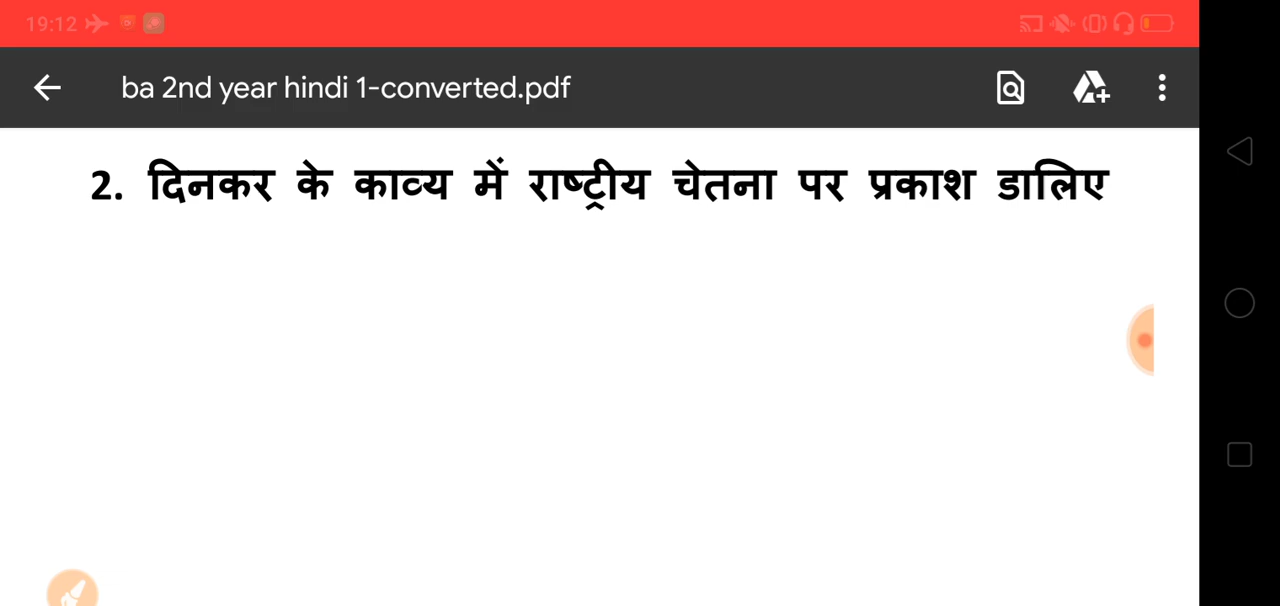 19:12
ba 2nd year hindi 1-converted.pdf
2. दिनकर के काव्य में राष्ट्रीय चेतना पर प्रकाश डालिए